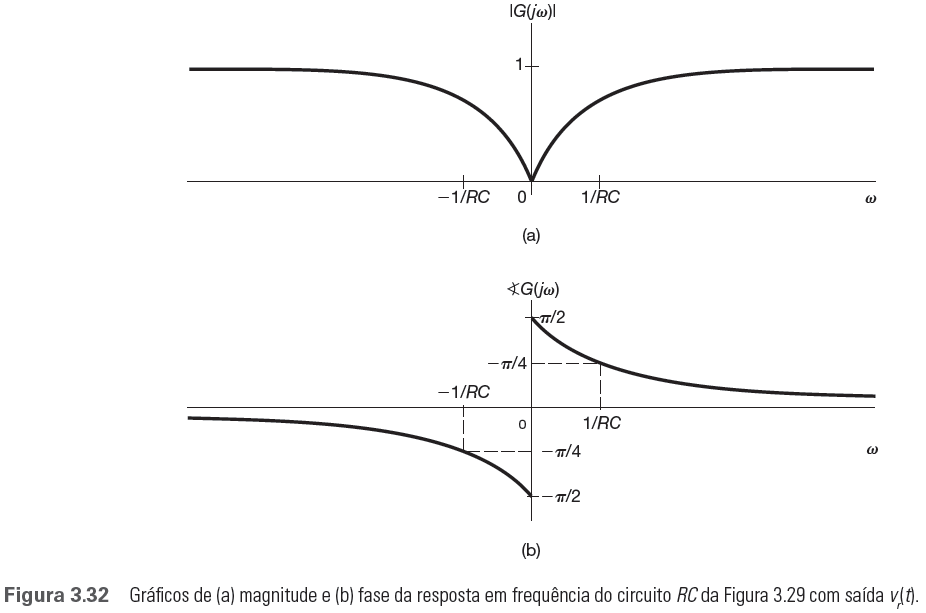 |G(jω)|
1
−1/RC 0 1/RC ω
(a)
∢G(jω)
π/2
−π/4
−1/RC
0 1/RC
−π/4 ω
−π/2
(b)
Figura 3.32 Gráficos de (a) magnitude e (b) fase da resposta em frequência do circuito RC da Figura 3.29 com saída vr(t).